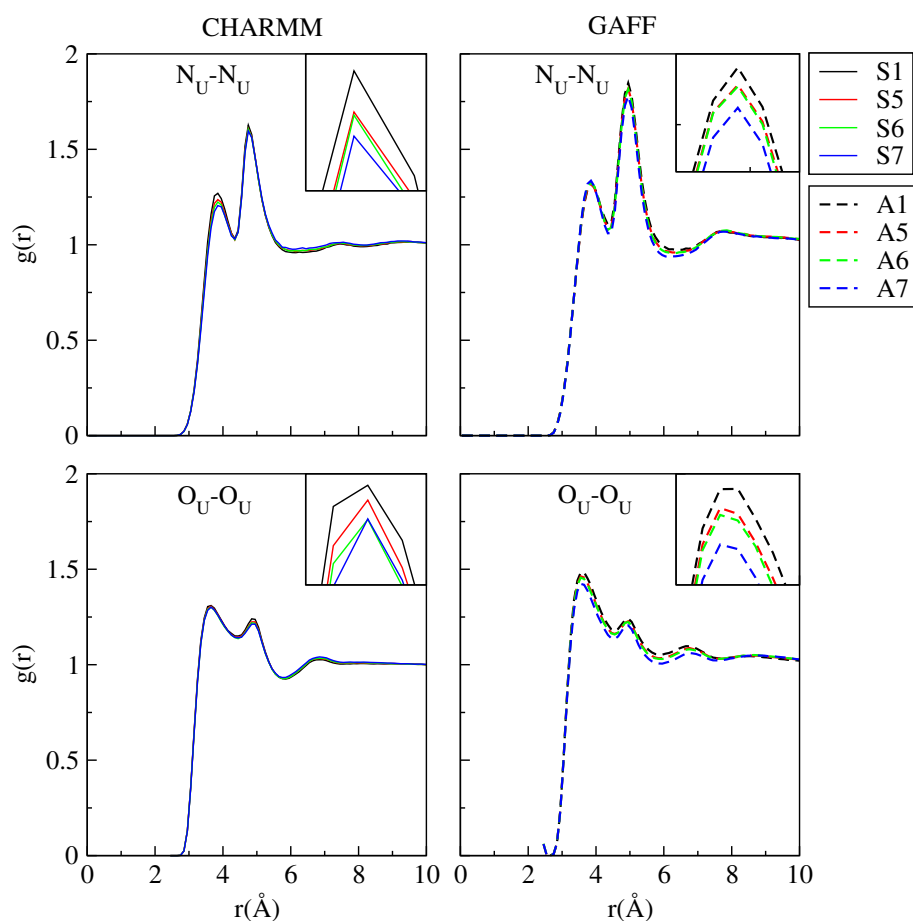 CHARMM
GAFF
2
1.5
1
0.5
0
g(r)
N_U-N_U
N_U-N_U
S1
S5
S6
S7
A1
A5
A6
A7
2
1.5
1
0.5
0
g(r)
O_U-O_U
O_U-O_U
0 2 4 6 8 10
0 2 4 6 8 10
r(Å)
r(Å)